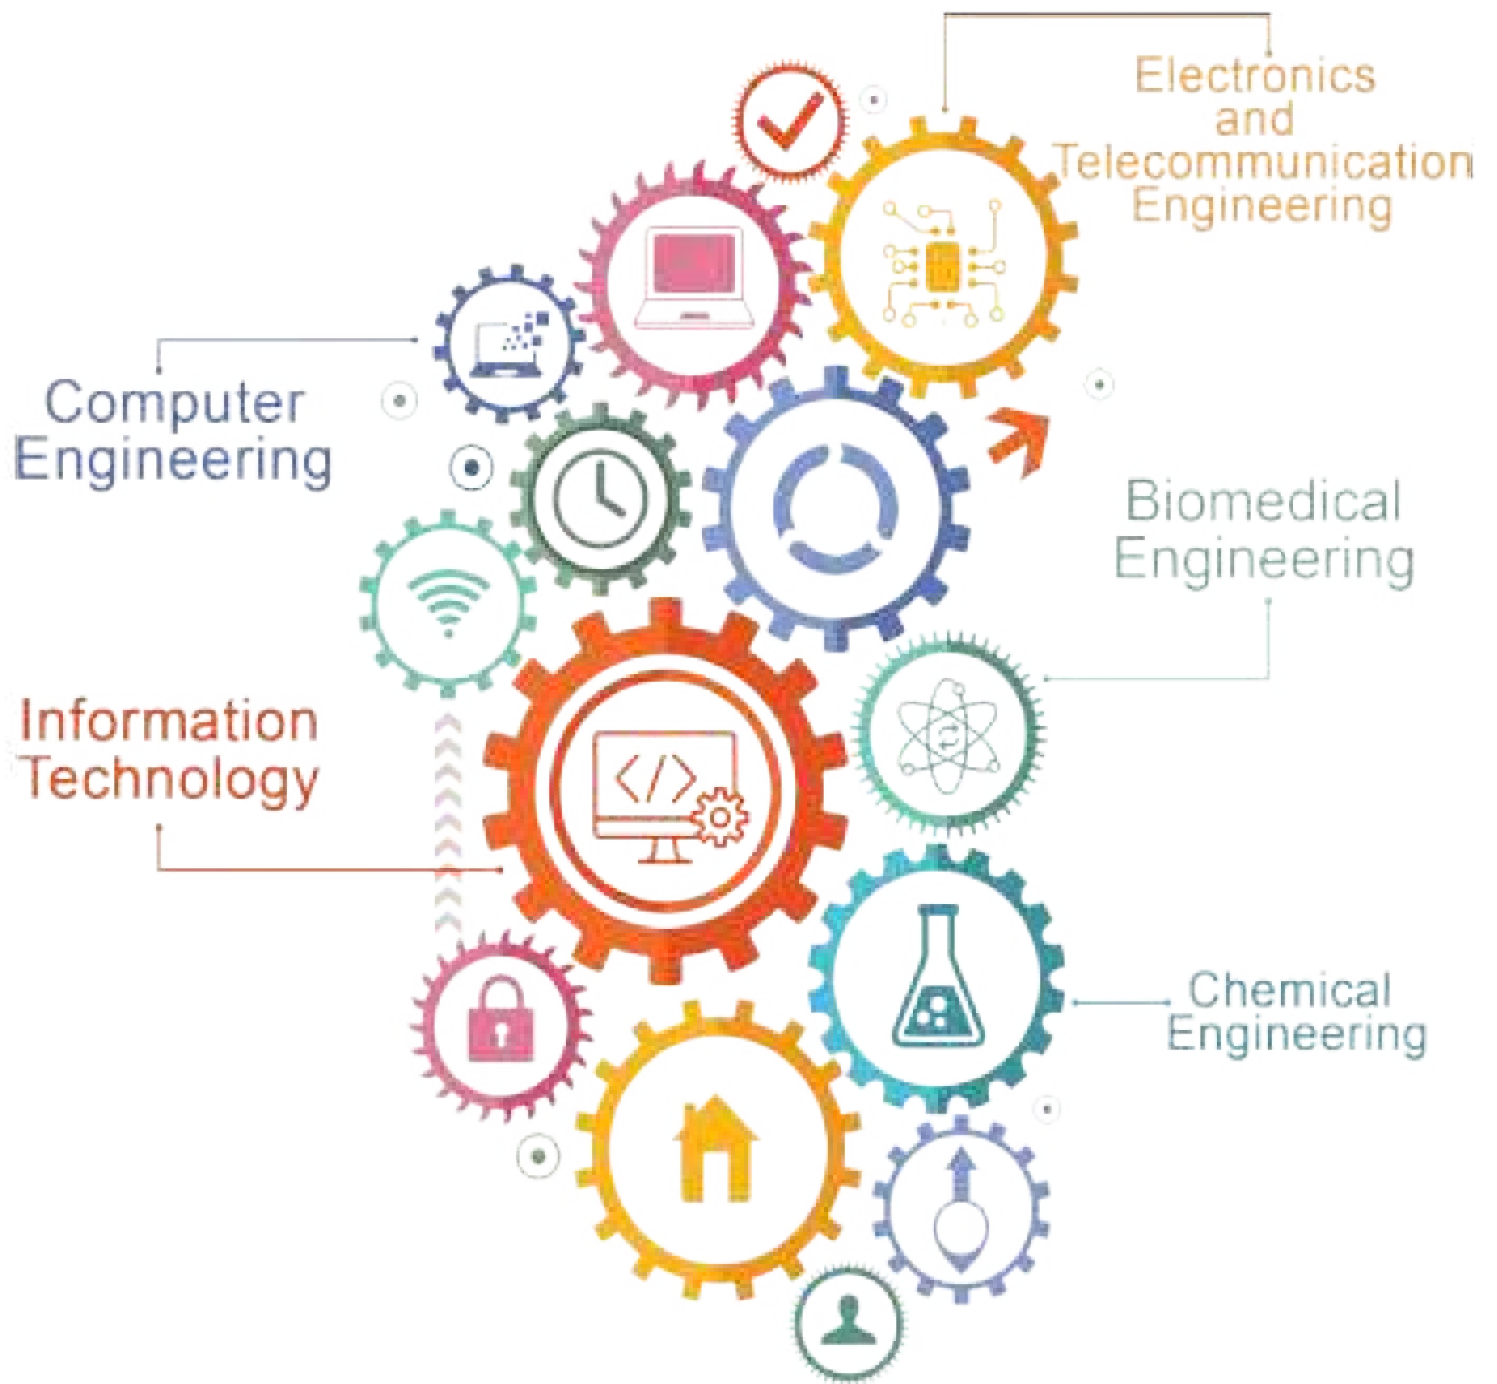 Electronics
and
Telecommunication
Engineering
Computer
Engineering
Biomedical
Engineering
Information
Technology
Chemical
Engineering